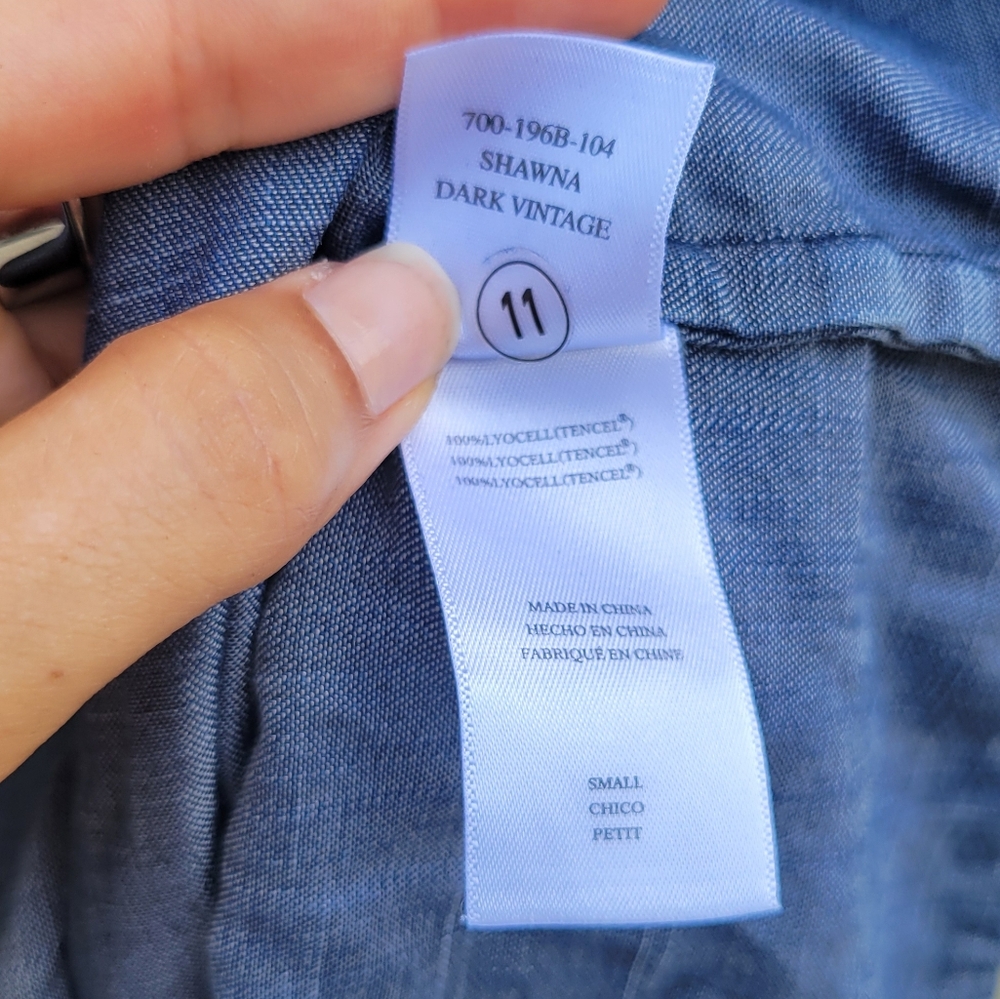 700-196B-104
SHAWNA
DARK VINTAGE
11
100%LYOCELL(TENCEL®)
100%LYOCELL(TENCEL®)
100%LYOCELL(TENCEL®)
MADE IN CHINA
HECHO EN CHINA
FABRIQUÉ EN CHINE
SMALL
CHICO
PETIT